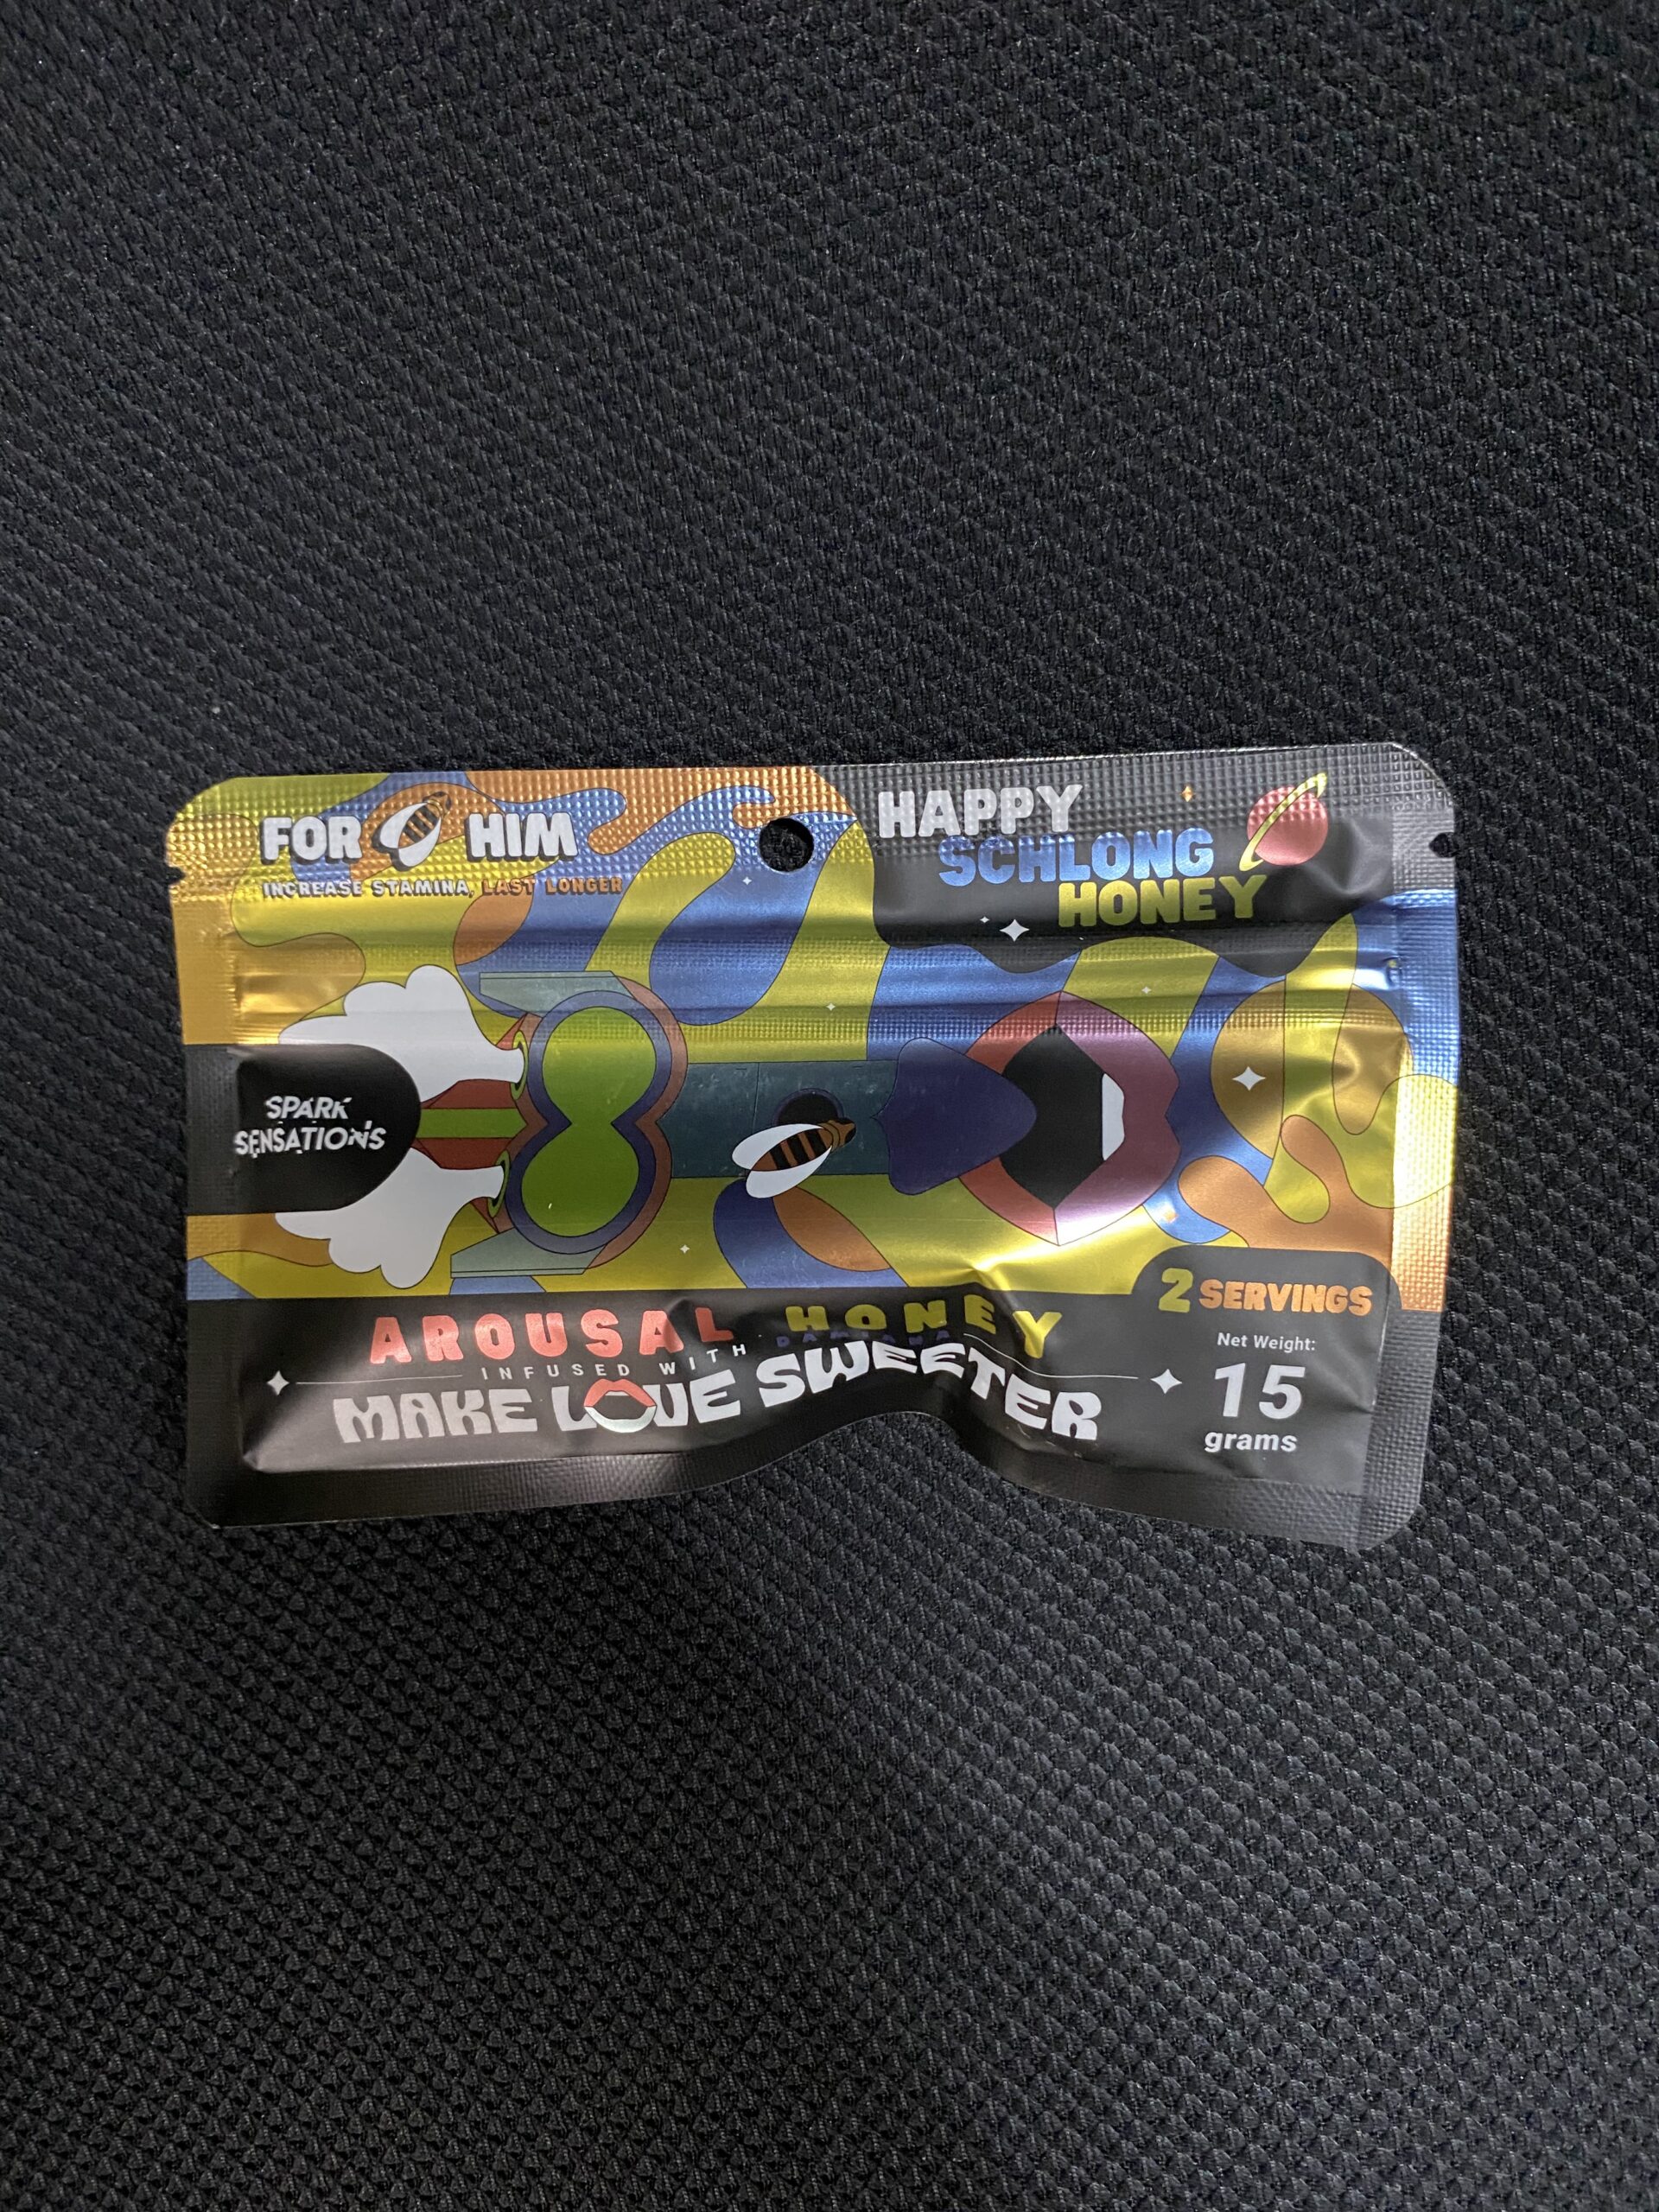 FOR HIM
INCREASE STAMINA, LAST LONGER
HAPPY
SCHLONG
HONEY
SPARK
SENSATIONS
AROUSAL HONEY
INFUSED WITH DAMIANA
MAKE LOVE SWEETER
2 SERVINGS
Net Weight:
15
grams